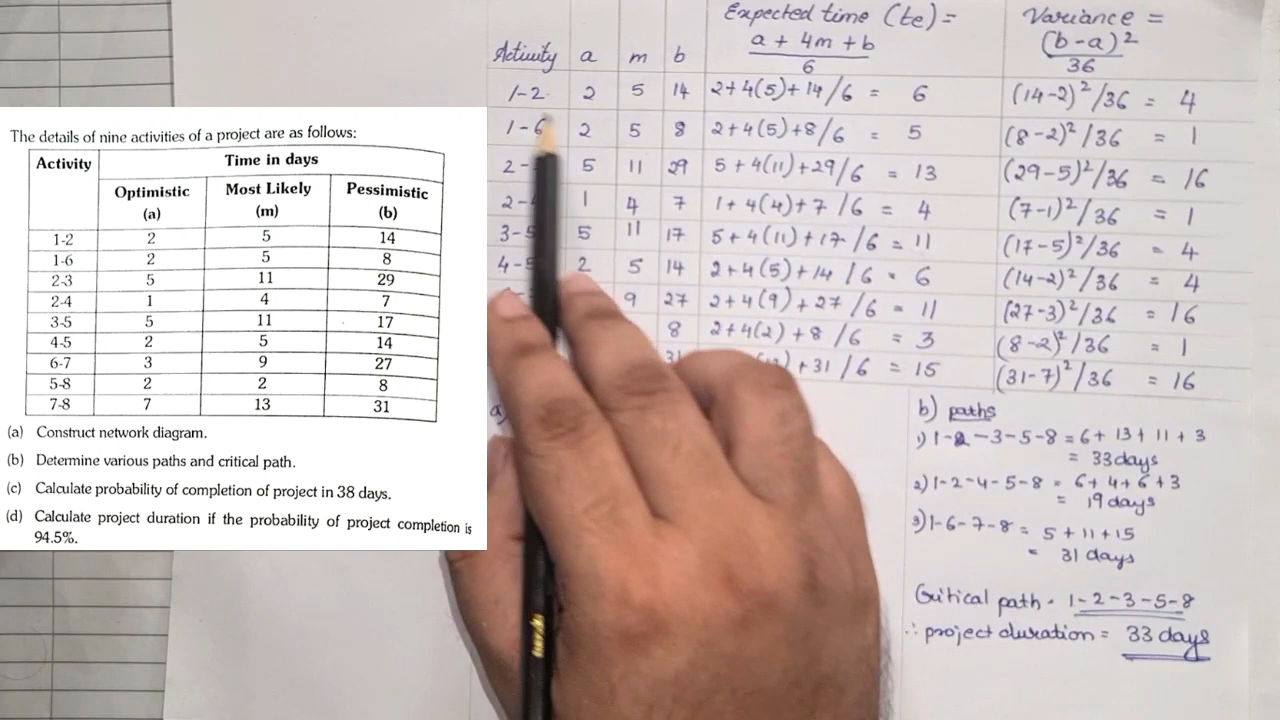 The details of nine activities of a project are as follows:
Activity Time in days
Optimistic Most Likely Pessimistic
(a) (m) (b)
1-2 2 5 14
1-6 2 5 8
2-3 5 11 29
2-4 1 4 7
3-5 5 11 17
4-5 2 5 14
6-7 3 9 27
5-8 2 2 8
7-8 7 13 31
(a) Construct network diagram.
(b) Determine various paths and critical path.
(c) Calculate probability of completion of project in 38 days.
(d) Calculate project duration if the probability of project completion is
94.5%.
Expected time (te) = Variance =
Activity a m b a + 4m + b (b-a)²
6 36
1-2 2 5 14 2+4(5)+14/6 = 6 (14-2)²/36 = 4
1-6 2 5 8 2+4(5)+8/6 = 5 (8-2)²/36 = 1
2- 5 11 29 5+4(11)+29/6 = 13 (29-5)²/36 = 16
2- 1 4 7 1+4(4)+7/6 = 4 (7-1)²/36 = 1
3-5 5 11 17 5+4(11)+17/6 = 11 (17-5)²/36 = 4
4-5 2 5 14 2+4(5)+14/6 = 6 (14-2)²/36 = 4
9 27 2+4(9)+27/6 = 11 (27-3)²/36 = 16
8 2+4(2)+8/6 = 3 (8-2)²/36 = 1
31 +31/6 = 15 (31-7)²/36 = 16
a)
b) paths
1) 1-2-3-5-8 = 6+13+11+3
= 33 days
2) 1-2-4-5-8 = 6+4+6+3
= 19 days
3) 1-6-7-8 = 5+11+15
= 31 days
Critical path = 1-2-3-5-8
∴ project duration = 33 days